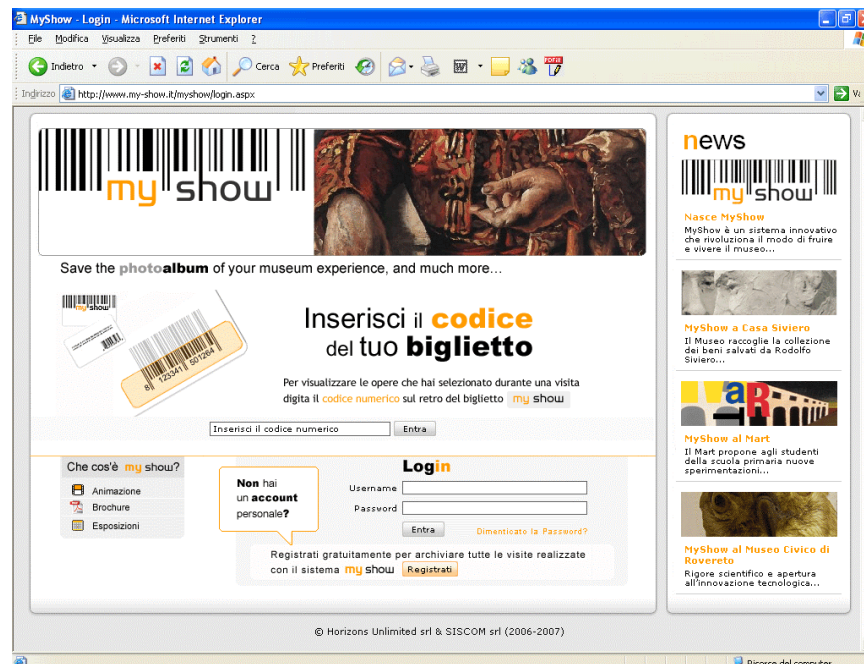 MyShow - Login - Microsoft Internet Explorer
File Modifica Visualizza Preferiti Strumenti ?
Indietro Cerca Preferiti
Indirizzo http://www.my-show.it/myshow/login.aspx
my show
Save the photoalbum of your museum experience, and much more...
my show
8 123341 501264
Inserisci il codice
del tuo biglietto
Per visualizzare le opere che hai selezionato durante una visita
digita il codice numerico sul retro del biglietto my show
Inserisci il codice numerico Entra
Che cos'è my show?
Animazione
Brochure
Esposizioni
Non hai
un account
personale?
Login
Username
Password
Entra Dimenticato la Password?
Registrati gratuitamente per archiviare tutte le visite realizzate
con il sistema my show Registrati
news
my show
Nasce MyShow
MyShow è un sistema innovativo
che rivoluziona il modo di fruire
e vivere il museo...
MyShow a Casa Siviero
Il Museo raccoglie la collezione
dei beni salvati da Rodolfo
Siviero...
WaR
MyShow al Mart
Il Mart propone agli studenti
della scuola primaria nuove
sperimentazioni...
MyShow al Museo Civico di
Rovereto
Rigore scientifico e apertura
all'innovazione tecnologica...
© Horizons Unlimited srl & SISCOM srl (2006-2007)
Risorse del computer